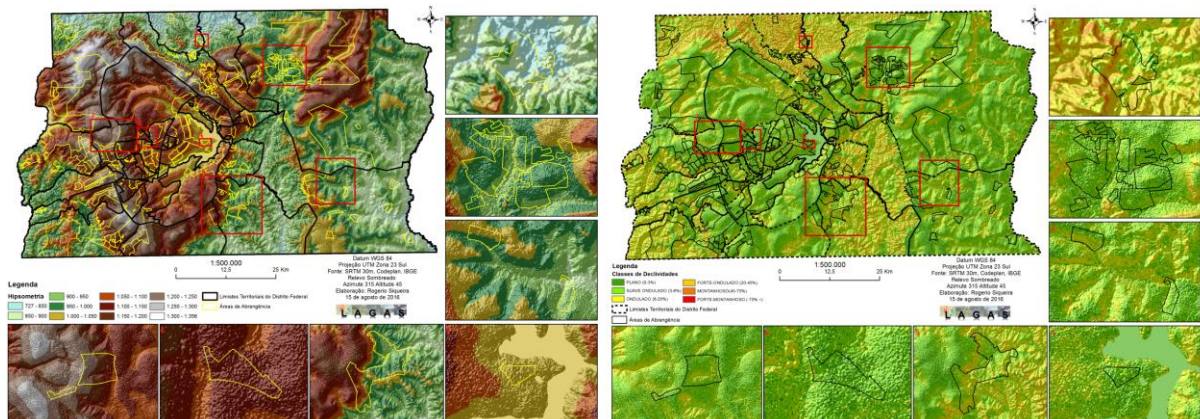 N
1:500.000
0 12,5 25 Km
Datum WGS 84
Projeção UTM Zona 23 Sul
Fonte: SRTM 30m, Codeplan, IBGE
Relevo Sombreado
Azimute 315 Altitude 45
Elaboração: Rogerio Siqueira
15 de agosto de 2016
LAGAS
Legenda
Hipsometria
727 - 850
850 - 900
900 - 950
950 - 1.000
1.000 - 1.050
1.050 - 1.100
1.100 - 1.150
1.150 - 1.200
1.200 - 1.250
1.250 - 1.300
1.300 - 1.356
Limistes Territoriais do Distrito Federal
Áreas de Abrangência
N
1:500.000
0 12,5 25 Km
Datum WGS 84
Projeção UTM Zona 23 Sul
Fonte: SRTM 30m, Codeplan, IBGE
Relevo Sombreado
Azimute 315 Altitude 45
Elaboração: Rogerio Siqueira
15 de agosto de 2016
LAGAS
Legenda
Classes de Declividades
PLANO (0-3%)
SUAVE ONDULADO (3-8%)
ONDULADO (8-20%)
FORTE-ONDULADO (20-45%)
MONTANHOSO(45-75%)
FORTE MONTANHOSO ( 75% <)
Limistes Territoriais do Distrito Federal
Áreas de Abrangência